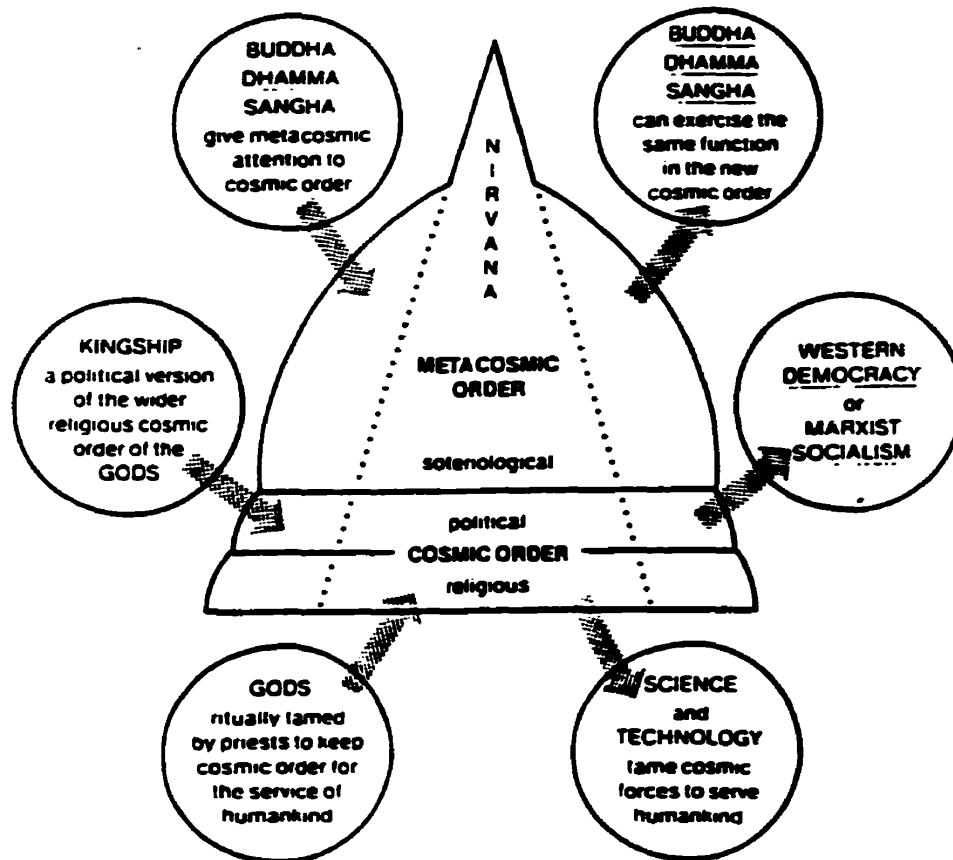 BUDDHA
DHAMMA
SANGHA
give metacosmic
attention to
cosmic order
BUDDHA
DHAMMA
SANGHA
can exercise the
same function
in the new
cosmic order
NIRVANA
KINGSHIP
a political version
of the wider
religious cosmic
order of the
GODS
METACOSMIC
ORDER
soteriological
WESTERN
DEMOCRACY
or
MARXIST
SOCIALISM
political
COSMIC ORDER
religious
GODS
ritually tamed
by priests to keep
cosmic order for
the service of
humankind
SCIENCE
and
TECHNOLOGY
tame cosmic
forces to serve
humankind